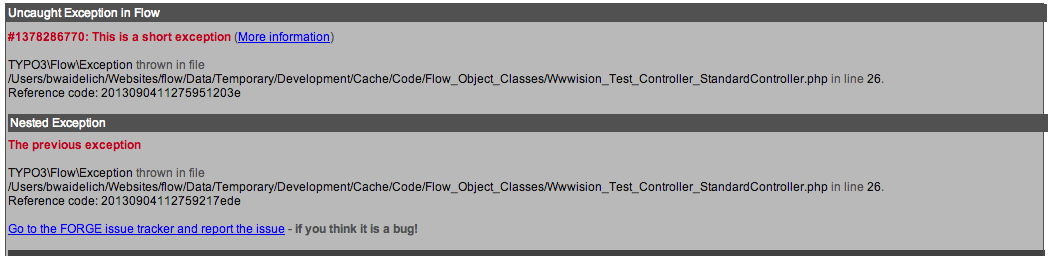 Uncaught Exception in Flow
#1378286770: This is a short exception (More information)
TYPO3\Flow\Exception thrown in file
/Users/bwaidelich/Websites/flow/Data/Temporary/Development/Cache/Code/Flow_Object_Classes/Wwwision_Test_Controller_StandardController.php in line 26.
Reference code: 2013090411275951203e
Nested Exception
The previous exception
TYPO3\Flow\Exception thrown in file
/Users/bwaidelich/Websites/flow/Data/Temporary/Development/Cache/Code/Flow_Object_Classes/Wwwision_Test_Controller_StandardController.php in line 26.
Reference code: 201309041127592​17ede
Go to the FORGE issue tracker and report the issue - if you think it is a bug!